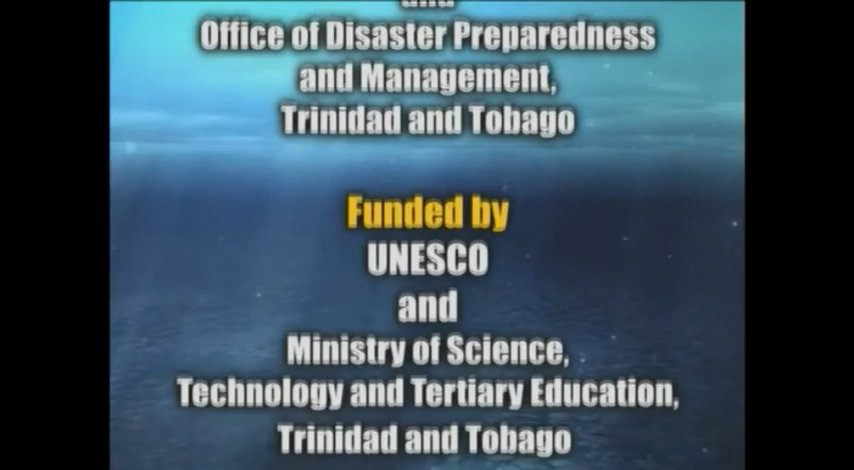 and
Office of Disaster Preparedness
and Management,
Trinidad and Tobago
Funded by
UNESCO
and
Ministry of Science,
Technology and Tertiary Education,
Trinidad and Tobago